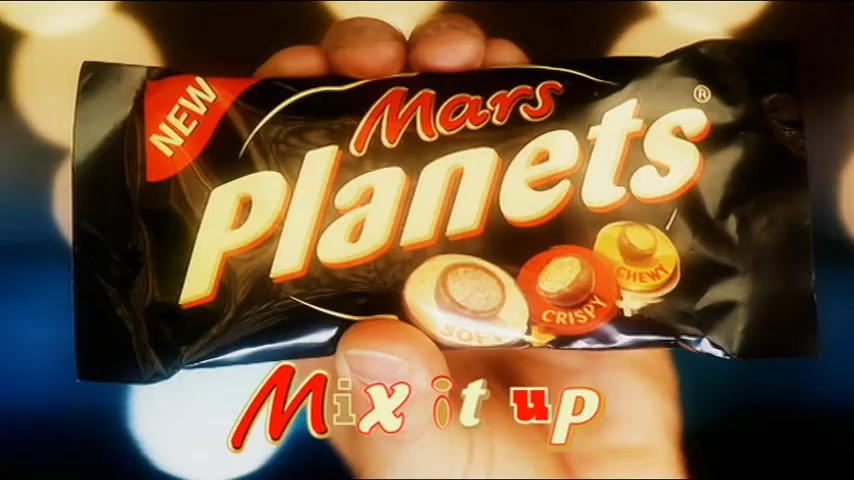 NEW
Mars
Planets®
SOFT
CRISPY
CHEWY
Mix it up